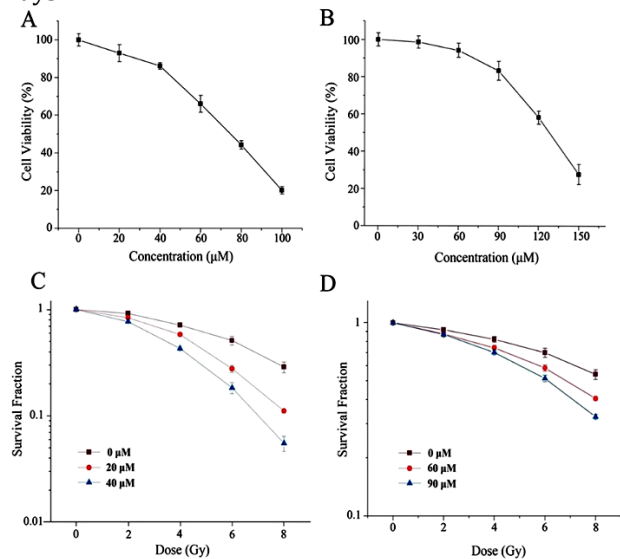 A
100
80
60
40
20
0
Cell Viability (%)
0 20 40 60 80 100
Concentration (μM)
B
100
80
60
40
20
0
Cell Viability (%)
0 30 60 90 120 150
Concentration (μM)
C
1
0.1
0.01
Survival Fraction
0 μM
20 μM
40 μM
0 2 4 6 8
Dose (Gy)
D
1
0.1
Survival Fraction
0 μM
60 μM
90 μM
0 2 4 6 8
Dose (Gy)